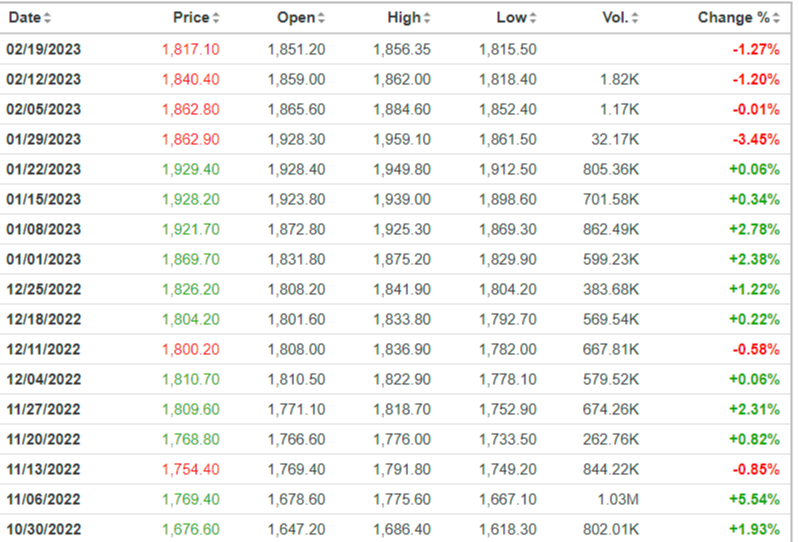 Date Price Open High Low Vol. Change %
02/19/2023 1,817.10 1,851.20 1,856.35 1,815.50 -1.27%
02/12/2023 1,840.40 1,859.00 1,862.00 1,818.40 1.82K -1.20%
02/05/2023 1,862.80 1,865.60 1,884.60 1,852.40 1.17K -0.01%
01/29/2023 1,862.90 1,928.30 1,959.10 1,861.50 32.17K -3.45%
01/22/2023 1,929.40 1,928.40 1,949.80 1,912.50 805.36K +0.06%
01/15/2023 1,928.20 1,923.80 1,939.00 1,898.60 701.58K +0.34%
01/08/2023 1,921.70 1,872.80 1,925.30 1,869.30 862.49K +2.78%
01/01/2023 1,869.70 1,831.80 1,875.20 1,829.90 599.23K +2.38%
12/25/2022 1,826.20 1,808.20 1,841.90 1,804.20 383.68K +1.22%
12/18/2022 1,804.20 1,801.60 1,833.80 1,792.70 569.54K +0.22%
12/11/2022 1,800.20 1,808.00 1,836.90 1,782.00 667.81K -0.58%
12/04/2022 1,810.70 1,810.50 1,822.90 1,778.10 579.52K +0.06%
11/27/2022 1,809.60 1,771.10 1,818.70 1,752.90 674.26K +2.31%
11/20/2022 1,768.80 1,766.60 1,776.00 1,733.50 262.76K +0.82%
11/13/2022 1,754.40 1,769.40 1,791.80 1,749.20 844.22K -0.85%
11/06/2022 1,769.40 1,678.60 1,775.60 1,667.10 1.03M +5.54%
10/30/2022 1,676.60 1,647.20 1,686.40 1,618.30 802.01K +1.93%